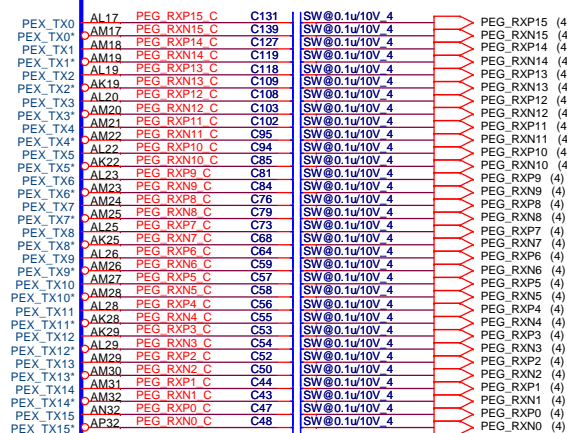 PEX_TX0 AL17 PEG_RXP15_C C131 SW@0.1u/10V_4 PEG_RXP15 (4
PEX_TX0* AM17 PEG_RXN15_C C139 SW@0.1u/10V_4 PEG_RXN15 (4
PEX_TX1 AM18 PEG_RXP14_C C127 SW@0.1u/10V_4 PEG_RXP14 (4
PEX_TX1* AM19 PEG_RXN14_C C119 SW@0.1u/10V_4 PEG_RXN14 (4
PEX_TX2 AL19 PEG_RXP13_C C118 SW@0.1u/10V_4 PEG_RXP13 (4
PEX_TX2* AK19 PEG_RXN13_C C109 SW@0.1u/10V_4 PEG_RXN13 (4
PEX_TX3 AL20 PEG_RXP12_C C108 SW@0.1u/10V_4 PEG_RXP12 (4
PEX_TX3* AM20 PEG_RXN12_C C103 SW@0.1u/10V_4 PEG_RXN12 (4
PEX_TX4 AM21 PEG_RXP11_C C102 SW@0.1u/10V_4 PEG_RXP11 (4
PEX_TX4* AM22 PEG_RXN11_C C95 SW@0.1u/10V_4 PEG_RXN11 (4
PEX_TX5 AL22 PEG_RXP10_C C94 SW@0.1u/10V_4 PEG_RXP10 (4
PEX_TX5* AK22 PEG_RXN10_C C85 SW@0.1u/10V_4 PEG_RXN10 (4
PEX_TX6 AL23 PEG_RXP9_C C81 SW@0.1u/10V_4 PEG_RXP9 (4)
PEX_TX6* AM23 PEG_RXN9_C C84 SW@0.1u/10V_4 PEG_RXN9 (4)
PEX_TX7 AM24 PEG_RXP8_C C76 SW@0.1u/10V_4 PEG_RXP8 (4)
PEX_TX7* AM25 PEG_RXN8_C C79 SW@0.1u/10V_4 PEG_RXN8 (4)
PEX_TX8 AL25 PEG_RXP7_C C73 SW@0.1u/10V_4 PEG_RXP7 (4)
PEX_TX8* AK25 PEG_RXN7_C C68 SW@0.1u/10V_4 PEG_RXN7 (4)
PEX_TX9 AL26 PEG_RXP6_C C64 SW@0.1u/10V_4 PEG_RXP6 (4)
PEX_TX9* AM26 PEG_RXN6_C C59 SW@0.1u/10V_4 PEG_RXN6 (4)
PEX_TX10 AM27 PEG_RXP5_C C57 SW@0.1u/10V_4 PEG_RXP5 (4)
PEX_TX10* AM28 PEG_RXN5_C C58 SW@0.1u/10V_4 PEG_RXN5 (4)
PEX_TX11 AL28 PEG_RXP4_C C56 SW@0.1u/10V_4 PEG_RXP4 (4)
PEX_TX11* AK28 PEG_RXN4_C C55 SW@0.1u/10V_4 PEG_RXN4 (4)
PEX_TX12 AK29 PEG_RXP3_C C53 SW@0.1u/10V_4 PEG_RXP3 (4)
PEX_TX12* AL29 PEG_RXN3_C C54 SW@0.1u/10V_4 PEG_RXN3 (4)
PEX_TX13 AM29 PEG_RXP2_C C52 SW@0.1u/10V_4 PEG_RXP2 (4)
PEX_TX13* AM30 PEG_RXN2_C C50 SW@0.1u/10V_4 PEG_RXN2 (4)
PEX_TX14 AM31 PEG_RXP1_C C44 SW@0.1u/10V_4 PEG_RXP1 (4)
PEX_TX14* AM32 PEG_RXN1_C C43 SW@0.1u/10V_4 PEG_RXN1 (4)
PEX_TX15 AN32 PEG_RXP0_C C47 SW@0.1u/10V_4 PEG_RXP0 (4)
PEX_TX15* AP32 PEG_RXN0_C C48 SW@0.1u/10V_4 PEG_RXN0 (4)